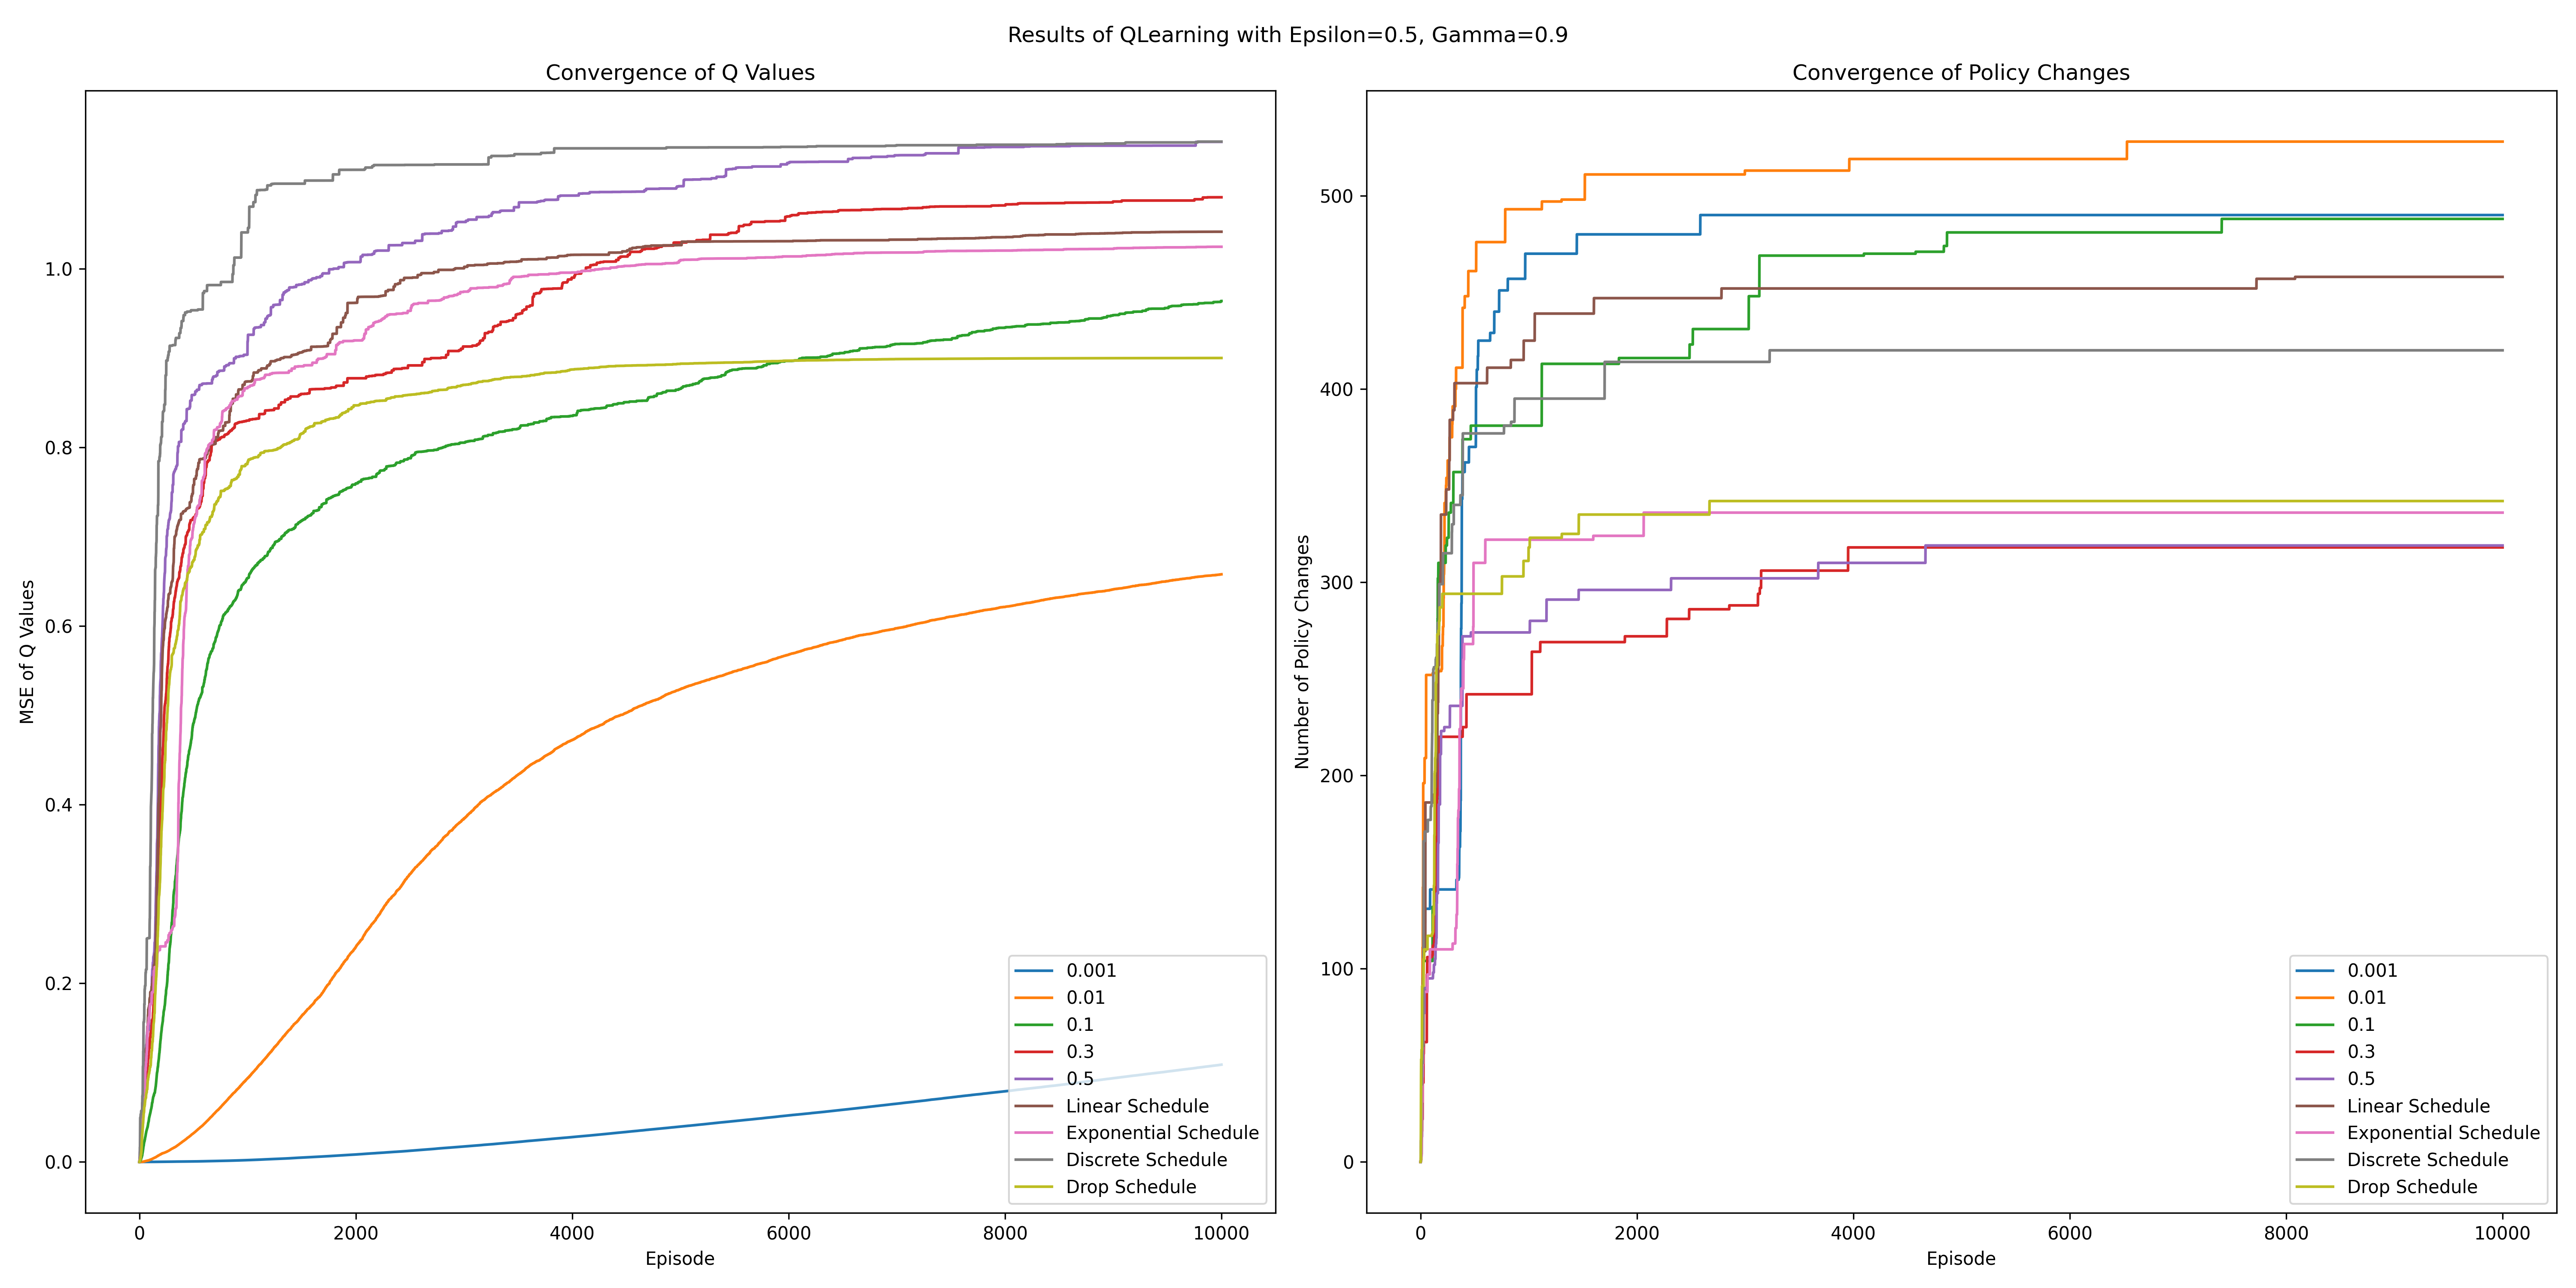 Results of QLearning with Epsilon=0.5, Gamma=0.9
Convergence of Q Values
MSE of Q Values
1.0
0.8
0.6
0.4
0.2
0.0
0 2000 4000 6000 8000 10000
Episode
0.001
0.01
0.1
0.3
0.5
Linear Schedule
Exponential Schedule
Discrete Schedule
Drop Schedule
Convergence of Policy Changes
Number of Policy Changes
500
400
300
200
100
0
0 2000 4000 6000 8000 10000
Episode
0.001
0.01
0.1
0.3
0.5
Linear Schedule
Exponential Schedule
Discrete Schedule
Drop Schedule